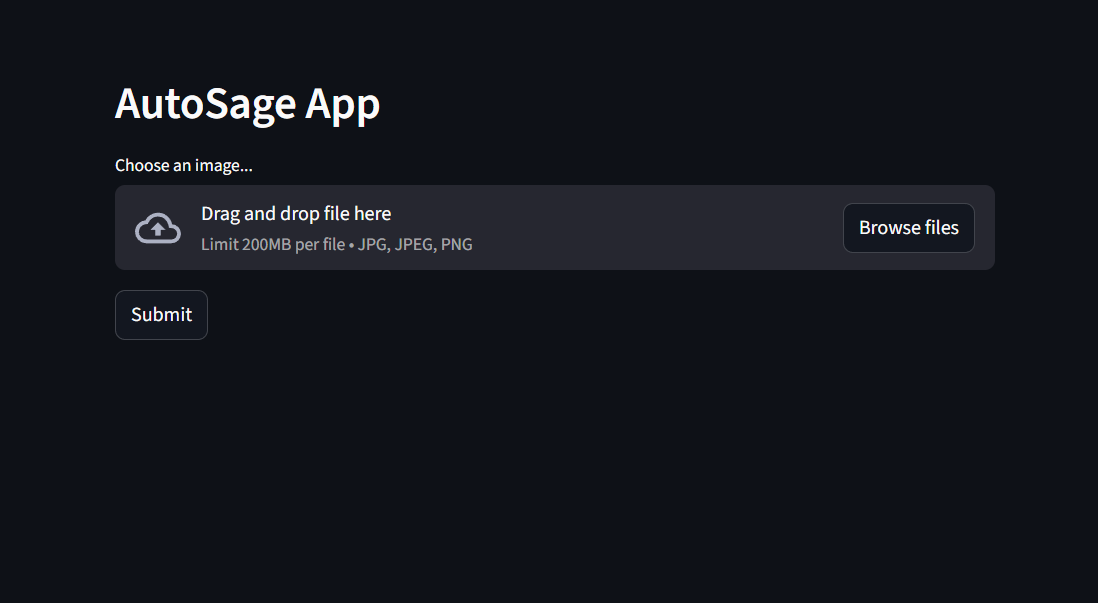 AutoSage App
Choose an image...
Drag and drop file here
Limit 200MB per file • JPG, JPEG, PNG
Browse files
Submit